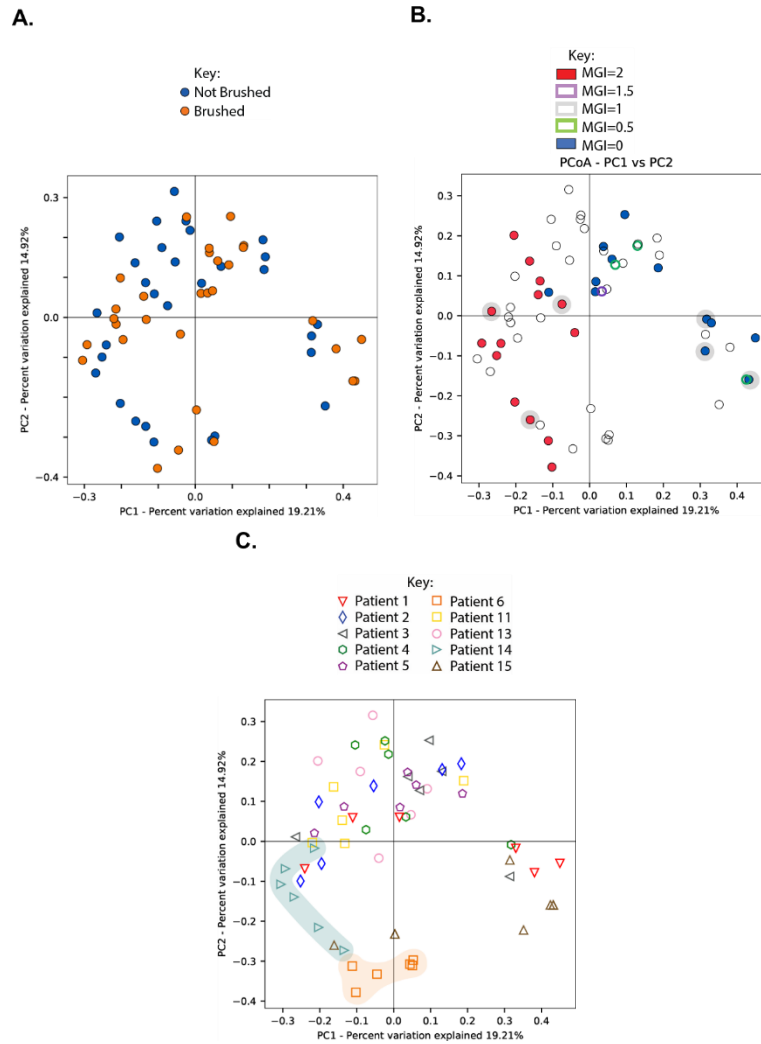 A.
Key:
Not Brushed
Brushed
0.3
0.0
−0.4
−0.3
0.0
0.4
PC2 - Percent variation explained 14.92%
PC1 - Percent variation explained 19.21%
B.
Key:
MGI=2
MGI=1.5
MGI=1
MGI=0.5
MGI=0
PCoA - PC1 vs PC2
0.3
0.2
0.1
0.0
−0.1
−0.2
−0.3
−0.4
−0.3
−0.2
−0.1
0.0
0.1
0.2
0.3
0.4
PC2 - Percent variation explained 14.92%
PC1 - Percent variation explained 19.21%
C.
Key:
Patient 1
Patient 2
Patient 3
Patient 4
Patient 5
Patient 6
Patient 11
Patient 13
Patient 14
Patient 15
0.3
0.2
0.1
0.0
−0.1
−0.2
−0.3
−0.4
−0.3
−0.2
−0.1
0.0
0.1
0.2
0.3
0.4
PC2 - Percent variation explained 14.92%
PC1 - Percent variation explained 19.21%